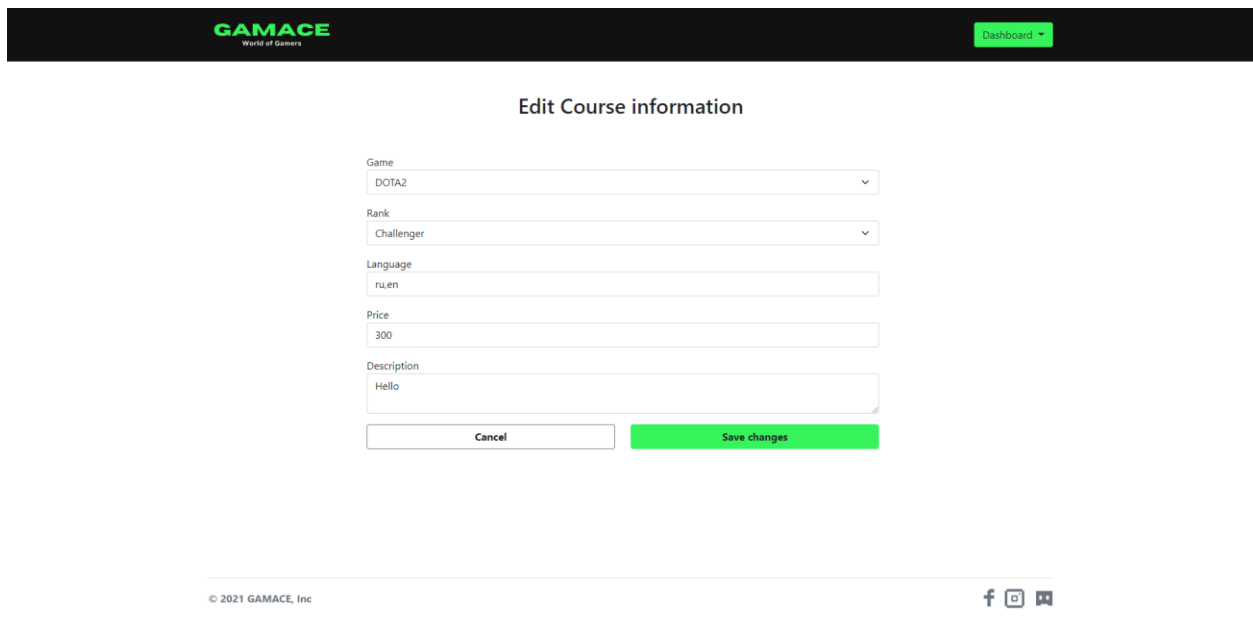 GAMACE
World of Gamers
Dashboard
Edit Course information
Game
DOTA2
Rank
Challenger
Language
ru,en
Price
300
Description
Hello
Cancel
Save changes
© 2021 GAMACE, Inc